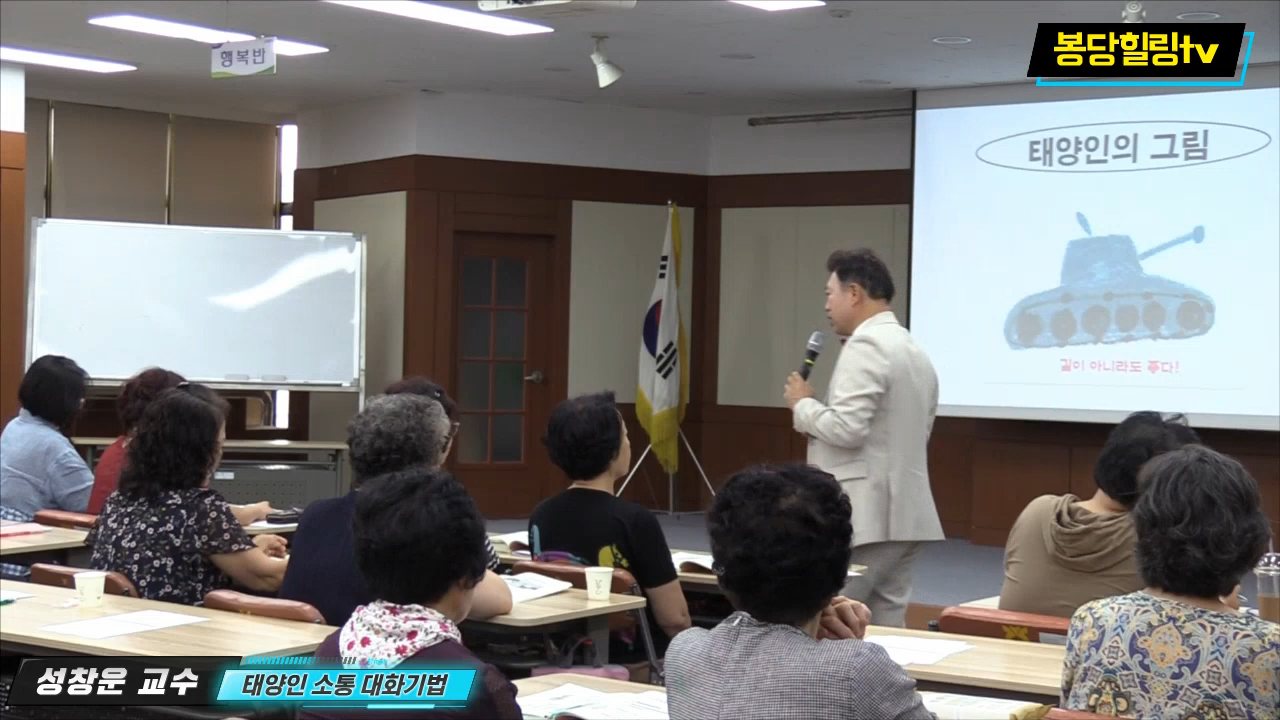 행복반
봉당힐링tv
태양인의 그림
길이 아니라도 좋다!
성창운 교수
태양인 소통 대화기법